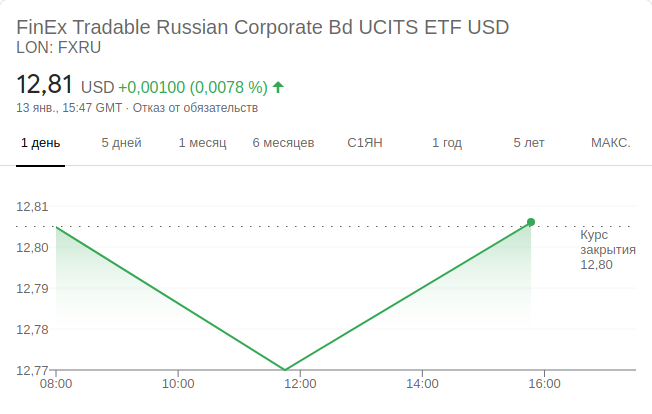 FinEx Tradable Russian Corporate Bd UCITS ETF USD
LON: FXRU
12,81 USD +0,00100 (0,0078 %)
13 янв., 15:47 GMT · Отказ от обязательств
1 день 5 дней 1 месяц 6 месяцев С1ЯН 1 год 5 лет МАКС.
12,81
Курс
закрытия
12,80
12,80
12,79
12,78
12,77
08:00 10:00 12:00 14:00 16:00